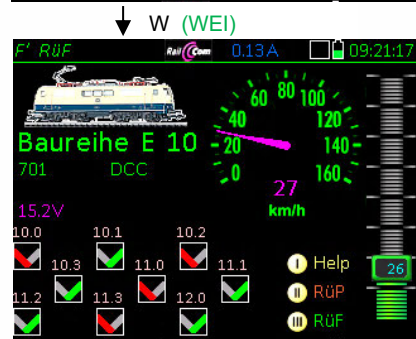 W (WEI)
F' RüF RailCom 0.13A 09:21:17
60 80 100
40 120
20 140
0 160
Baureihe E 10
701 DCC
27
km/h
15.2V
10.0 10.1 10.2
10.3 11.0 11.1
I Help
26
II RüP
11.2 11.3 12.0
III RüF